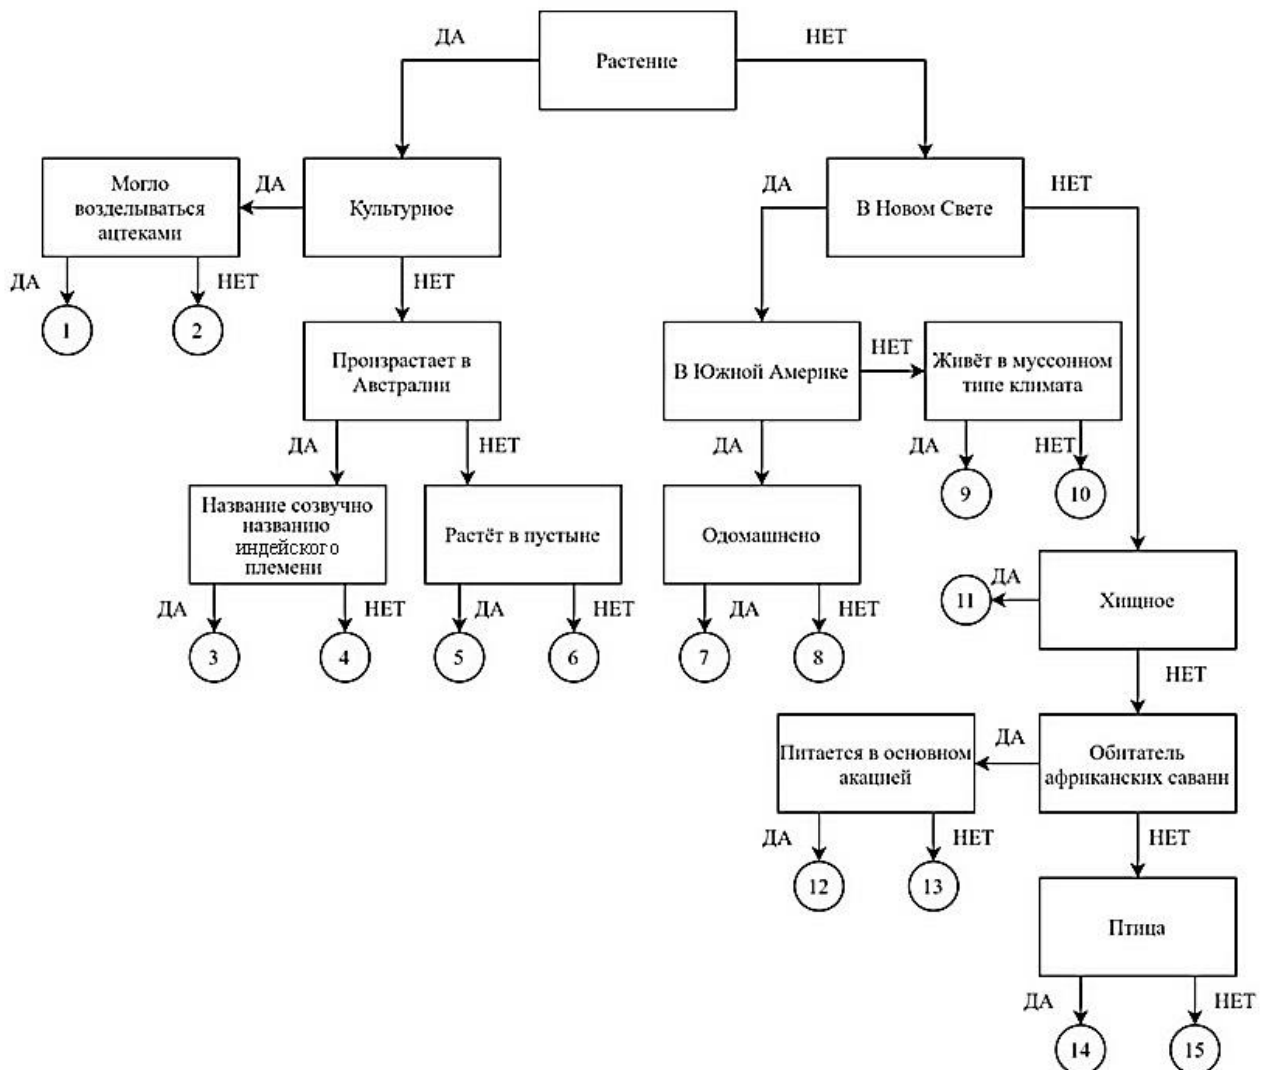 ДА
НЕТ
Растение
Могло
возделываться
ацтеками
ДА
Культурное
ДА
В Новом Свете
НЕТ
ДА
НЕТ
1
2
НЕТ
Произрастает в
Австралии
В Южной Америке
НЕТ
Живёт в муссонном
типе климата
ДА
НЕТ
ДА
ДА
НЕТ
9
10
Название созвучно
названию
индейского
племени
Растёт в пустыне
Одомашнено
ДА
НЕТ
ДА
НЕТ
ДА
НЕТ
3
4
5
6
7
8
11
ДА
Хищное
НЕТ
Питается в основном
акацией
ДА
Обитатель
африканских саванн
ДА
НЕТ
НЕТ
12
13
Птица
ДА
НЕТ
14
15